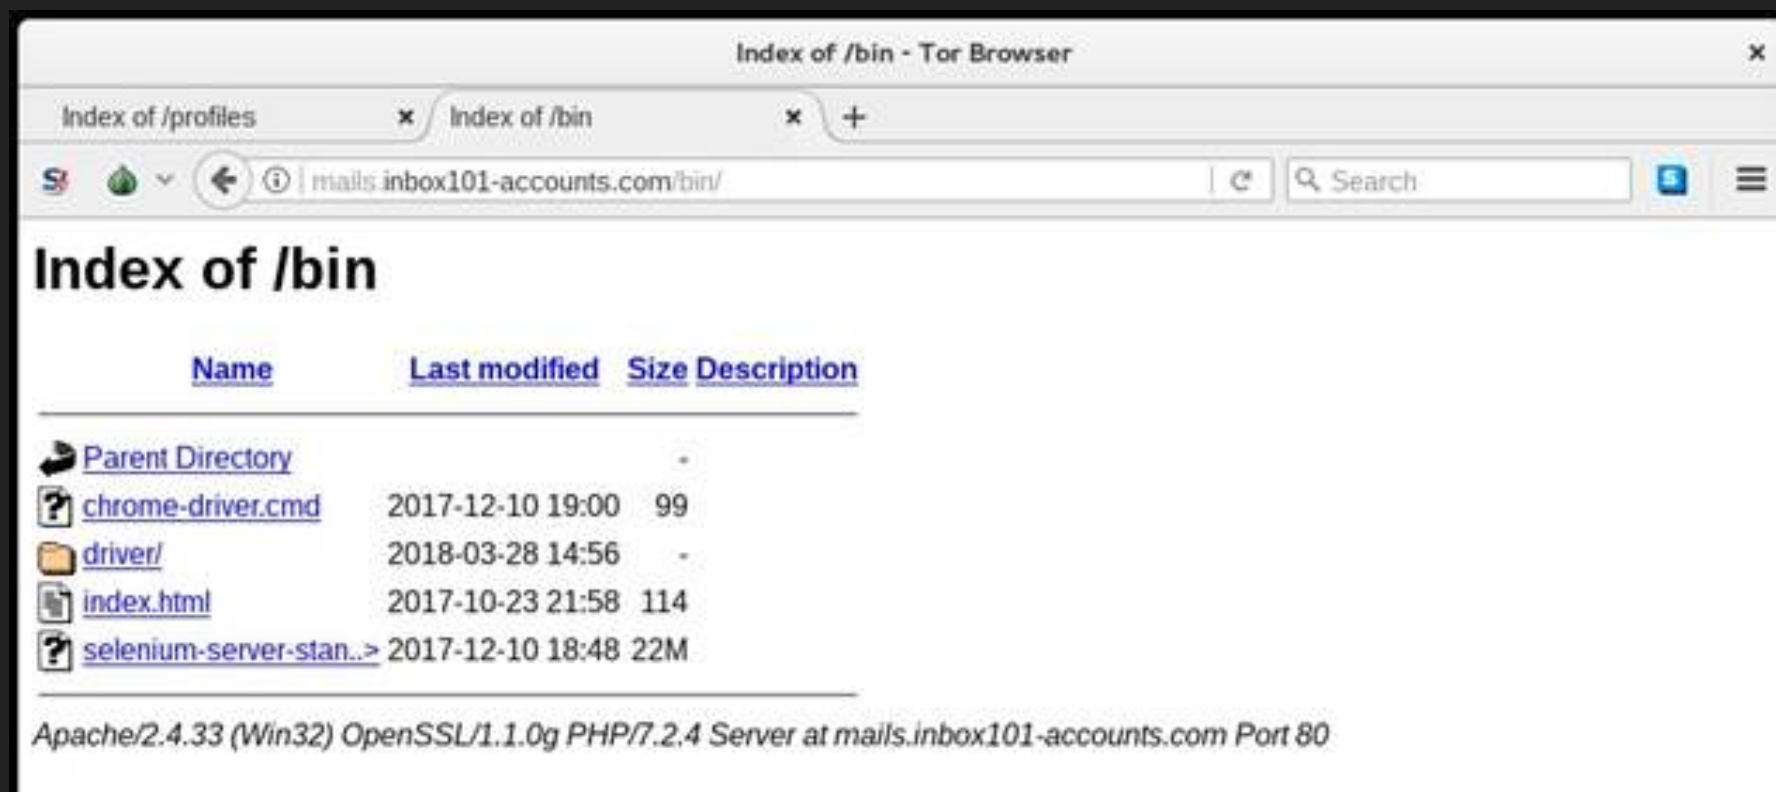 Index of /bin - Tor Browser
Index of /profiles Index of /bin
mails.inbox101-accounts.com/bin/ Search
Index of /bin
Name Last modified Size Description
Parent Directory -
chrome-driver.cmd 2017-12-10 19:00 99
driver/ 2018-03-28 14:56 -
index.html 2017-10-23 21:58 114
selenium-server-stan..> 2017-12-10 18:48 22M
Apache/2.4.33 (Win32) OpenSSL/1.1.0g PHP/7.2.4 Server at mails.inbox101-accounts.com Port 80